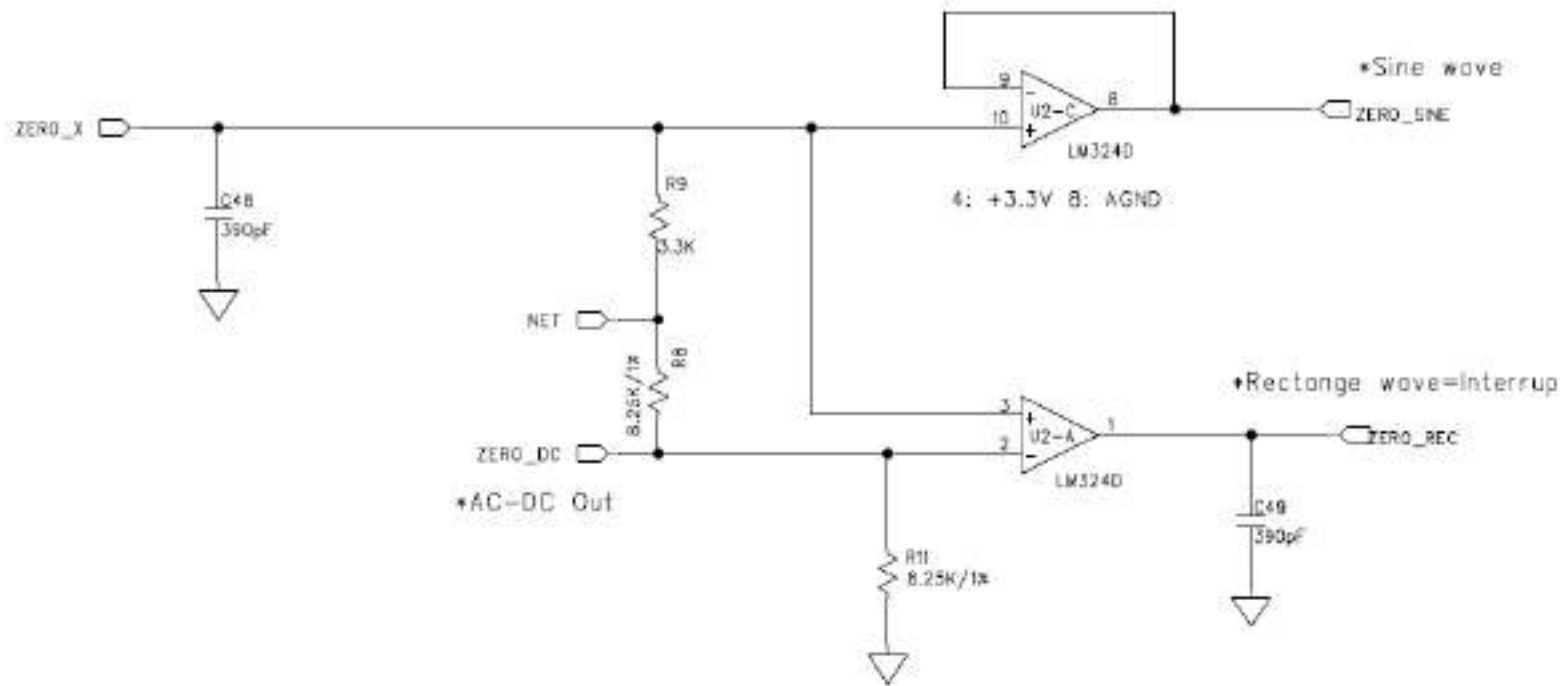 *Sine wave
ZERO_X
9
-
U2-C
8
10
+
ZERO_SINE
LM324D
C48
390pF
R9
3.3K
4: +3.3V 8: AGND
NET
R8
8.25K/1%
*Rectange wave=Interrup
3
+
U2-A
1
2
-
ZERO_REC
ZERO_DC
LM324D
*AC-DC Out
C49
390pF
R11
8.25K/1%